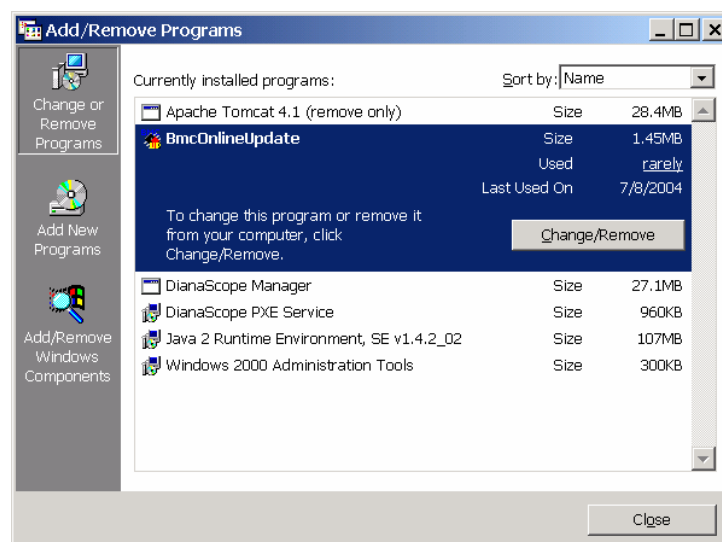 Add/Remove Programs
Change or
Remove
Programs
Add New
Programs
Add/Remove
Windows
Components
Currently installed programs:
Sort by: Name
Apache Tomcat 4.1 (remove only) Size 28.4MB
BmcOnlineUpdate Size 1.45MB
Used rarely
Last Used On 7/8/2004
To change this program or remove it
from your computer, click
Change/Remove.
Change/Remove
DianaScope Manager Size 27.1MB
DianaScope PXE Service Size 960KB
Java 2 Runtime Environment, SE v1.4.2_02 Size 107MB
Windows 2000 Administration Tools Size 300KB
Close